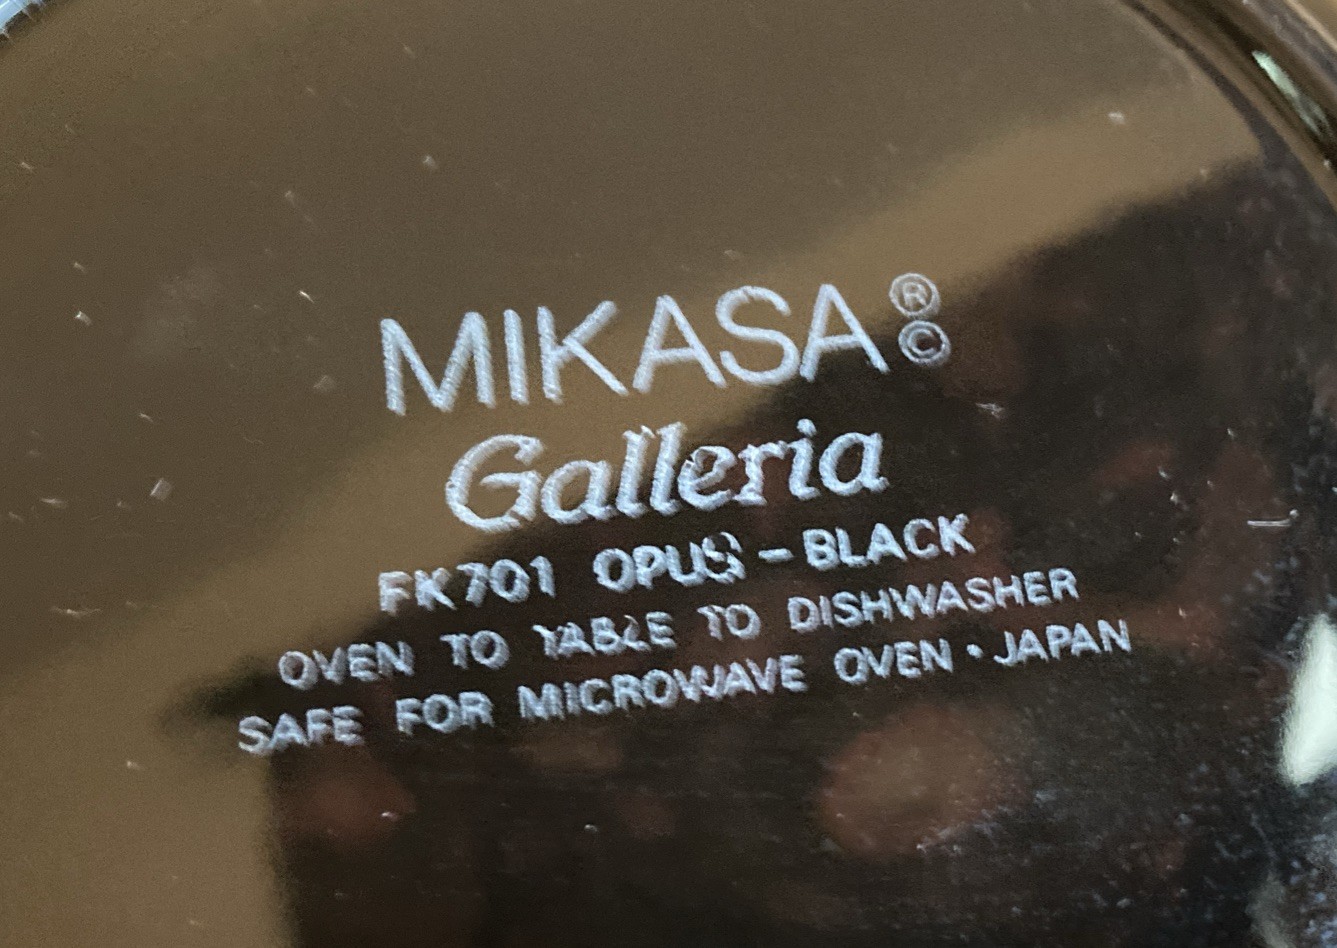 MIKASA®©
Galleria
FK701 OPUS - BLACK
OVEN TO TABLE TO DISHWASHER
SAFE FOR MICROWAVE OVEN · JAPAN